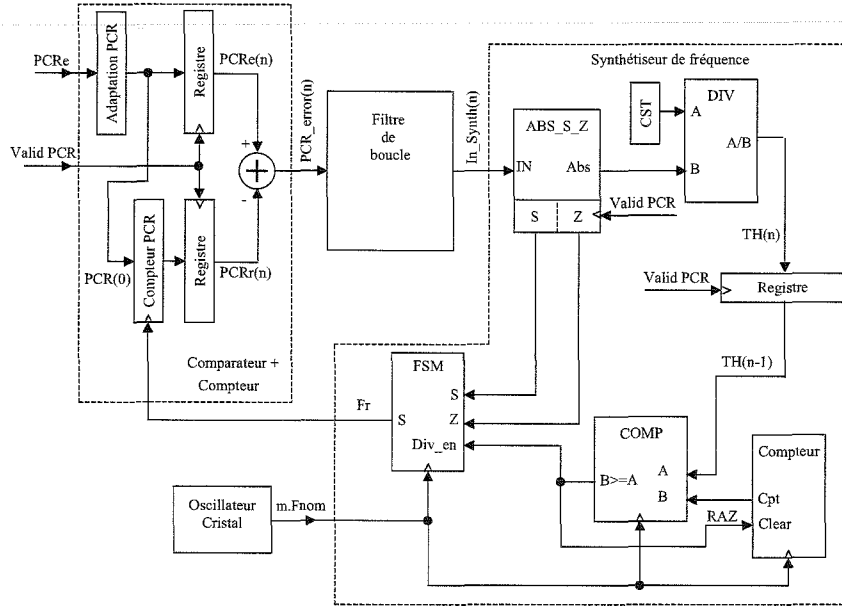 PCRe
Adaptation PCR
Registre
PCRe(n)
Valid PCR
+
-
PCR(0)
Compteur PCR
Registre
PCRr(n)
Comparateur +
Compteur
PCR_error(n)
Filtre
de
boucle
In_Synth(n)
Synthétiseur de fréquence
ABS_S_Z
IN
Abs
S
Z
Valid PCR
CST
DIV
A
A/B
B
TH(n)
Valid PCR
Registre
TH(n-1)
FSM
S
Z
Div_en
S
Fr
COMP
A
B>=A
B
Compteur
Cpt
Clear
RAZ
Oscillateur
Cristal
m.Fnom